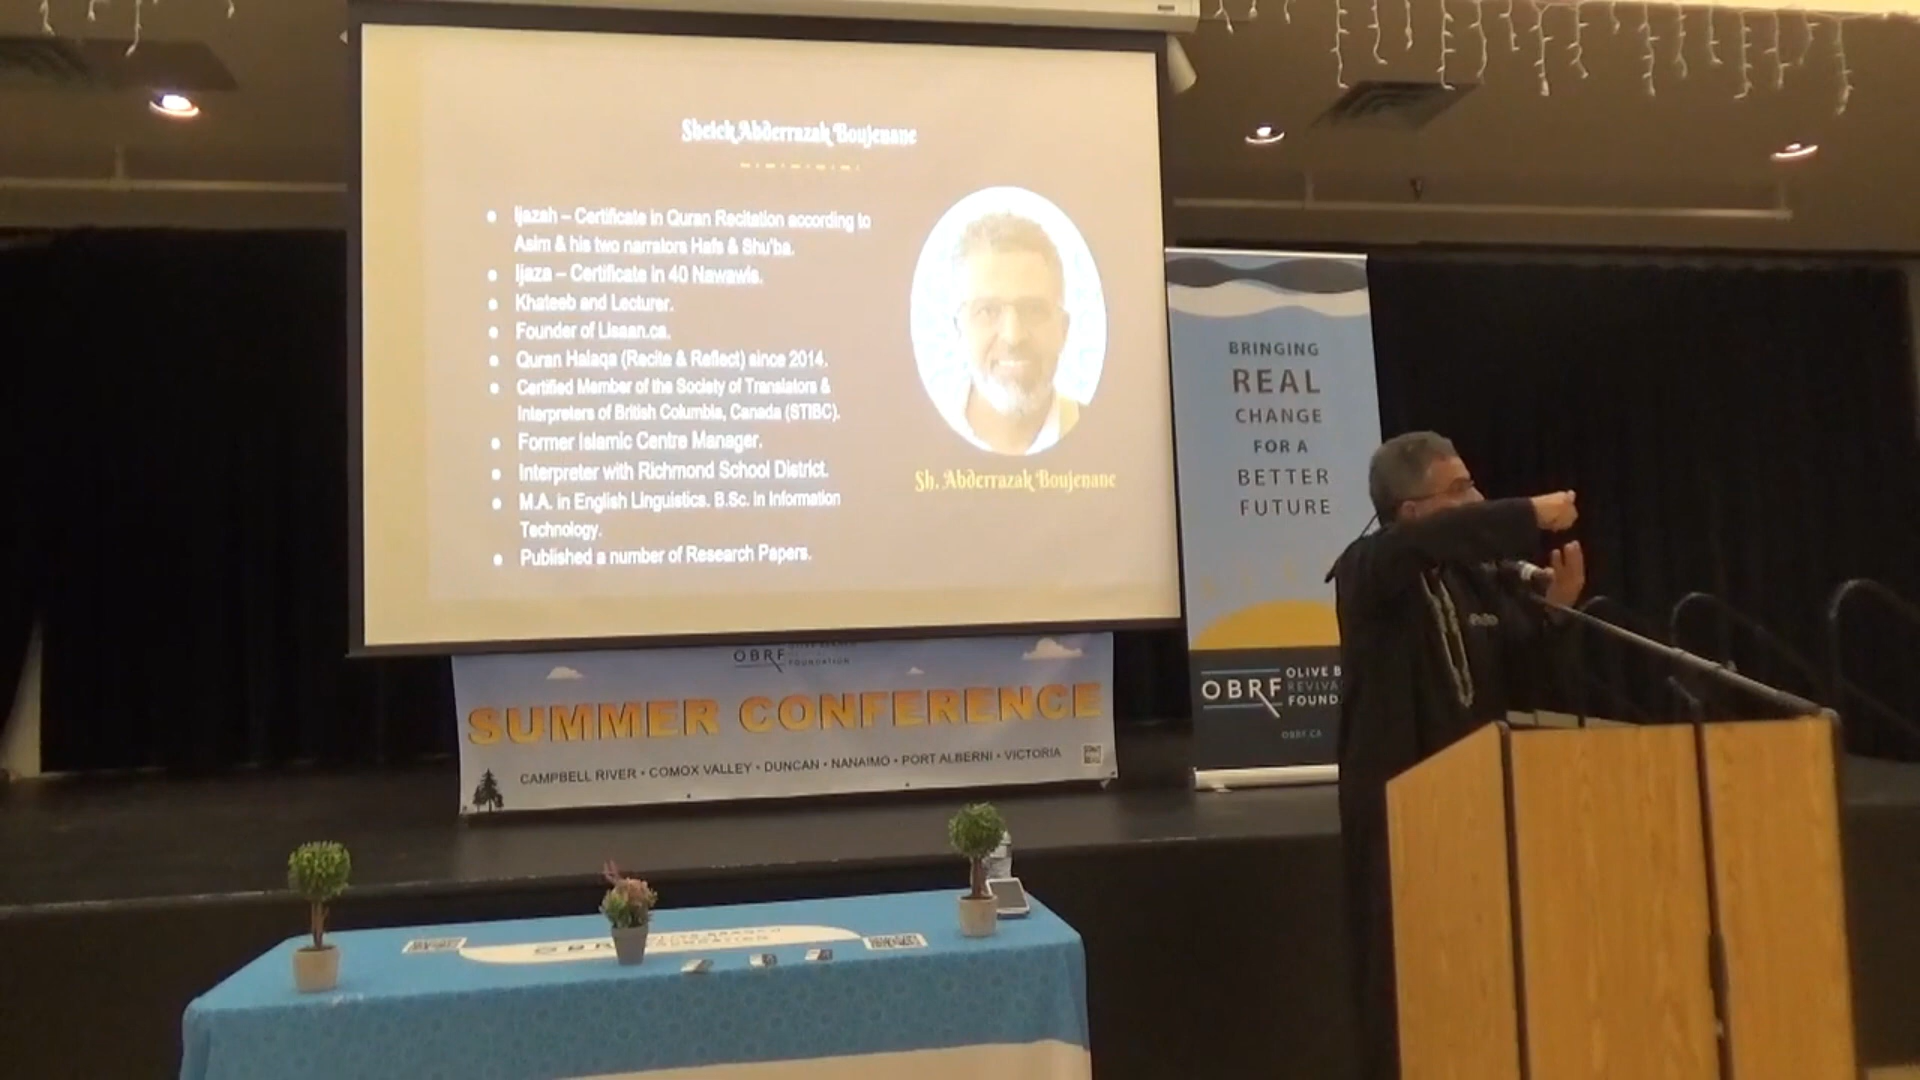 Sheick Abderrazak Boujenane
Ijazah – Certificate in Quran Recitation according to
Asim & his two narrators Hafs & Shu'ba.
Ijaza – Certificate in 40 Nawawis.
Khateeb and Lecturer.
Founder of Lisaan.ca.
Quran Halaqa (Recite & Reflect) since 2014.
Certified Member of the Society of Translators &
Interpreters of British Columbia, Canada (STIBC).
Former Islamic Centre Manager.
Interpreter with Richmond School District.
M.A. in English Linguistics. B.Sc. in Information
Technology.
Published a number of Research Papers.
Sh. Abderrazak Boujenane
BRINGING
REAL
CHANGE
FOR A
BETTER
FUTURE
OBRF
OLIVE B
REVIVA
FOUND
OBRF.CA
OBRF
FOUNDATION
SUMMER CONFERENCE
CAMPBELL RIVER • COMOX VALLEY • DUNCAN • NANAIMO • PORT ALBERNI • VICTORIA